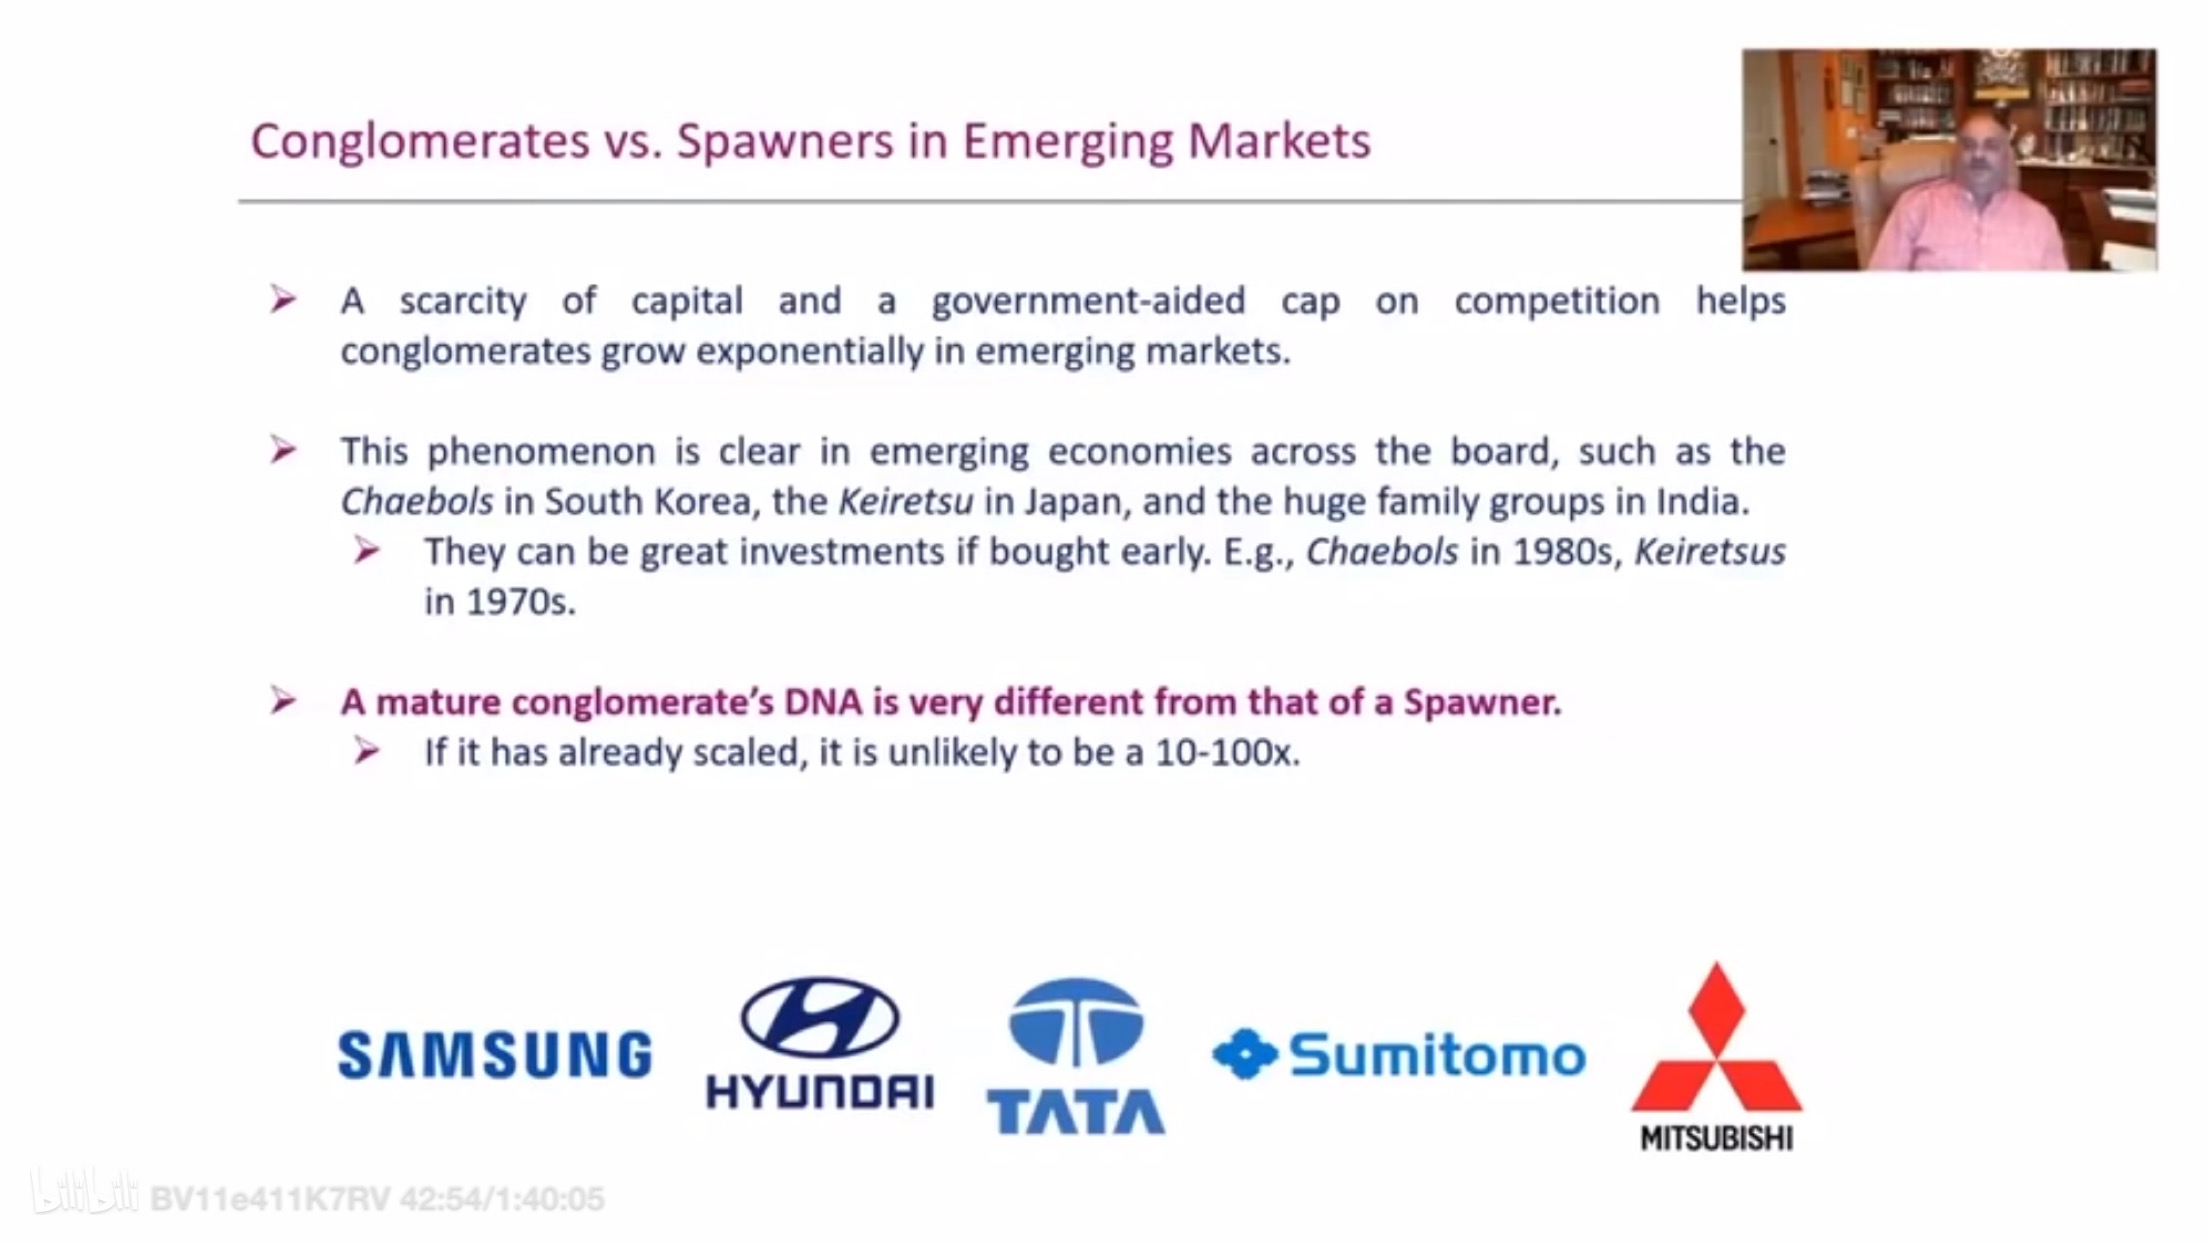 Conglomerates vs. Spawners in Emerging Markets
A scarcity of capital and a government-aided cap on competition helps
conglomerates grow exponentially in emerging markets.
This phenomenon is clear in emerging economies across the board, such as the
Chaebols in South Korea, the Keiretsu in Japan, and the huge family groups in India.
They can be great investments if bought early. E.g., Chaebols in 1980s, Keiretsus
in 1970s.
A mature conglomerate's DNA is very different from that of a Spawner.
If it has already scaled, it is unlikely to be a 10-100x.
SAMSUNG
HYUNDAI
TATA
Sumitomo
MITSUBISHI
bilibili BV11e411K7RV 42:54/1:40:05